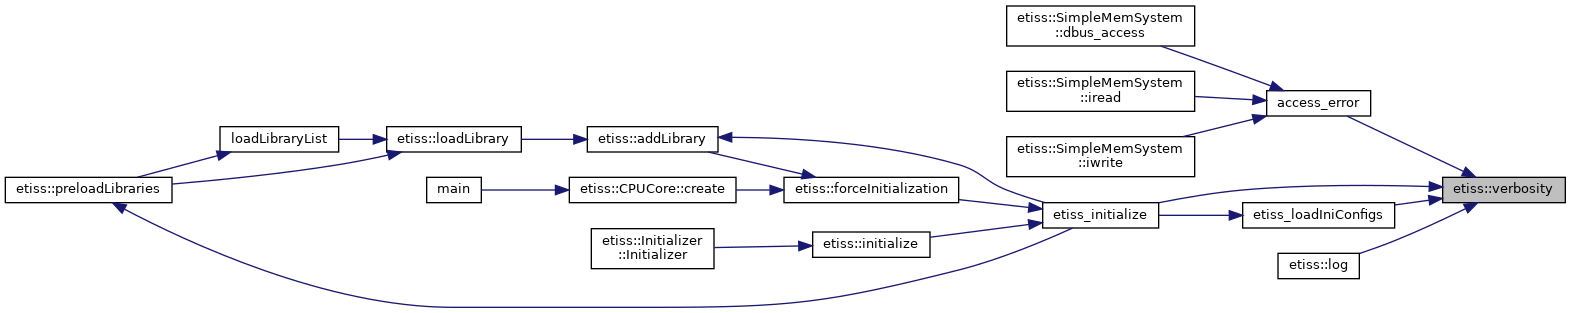 etiss::SimpleMemSystem
::dbus_access
etiss::SimpleMemSystem
::iread
access_error
loadLibraryList
etiss::loadLibrary
etiss::addLibrary
etiss::SimpleMemSystem
::iwrite
etiss::preloadLibraries
main
etiss::CPUCore::create
etiss::forceInitialization
etiss::verbosity
etiss_initialize
etiss_loadIniConfigs
etiss::Initializer
::Initializer
etiss::initialize
etiss::log